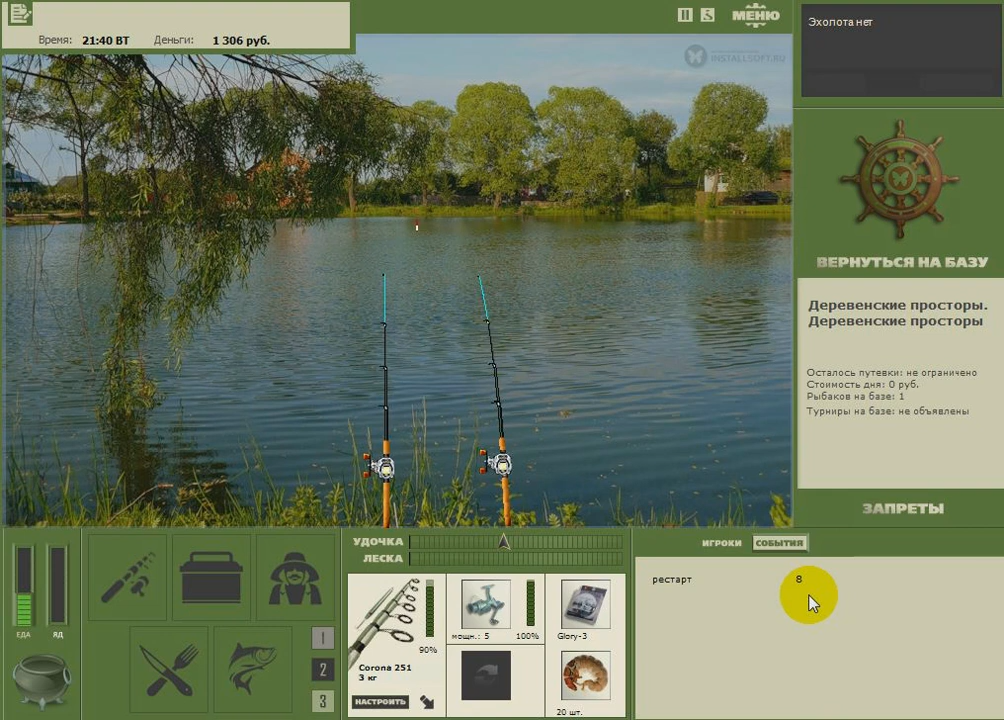 Время: 21:40 ВТ Деньги: 1 306 руб.
МЕНЮ
INSTALLSOFT.RU
Эхолота нет
ВЕРНУТЬСЯ НА БАЗУ
Деревенские просторы.
Деревенские просторы
Осталось путевки: не ограничено
Стоимость дня: 0 руб.
Рыбаков на базе: 1
Турниры на базе: не объявлены
ЗАПРЕТЫ
УДОЧКА
ЛЕСКА
ИГРОКИ СОБЫТИЯ
рестарт 8
ЕДА ЯД
1
2
3
90%
Corona 251
3 кг
НАСТРОИТЬ
мощн.: 5 100%
Glory-3
20 шт.